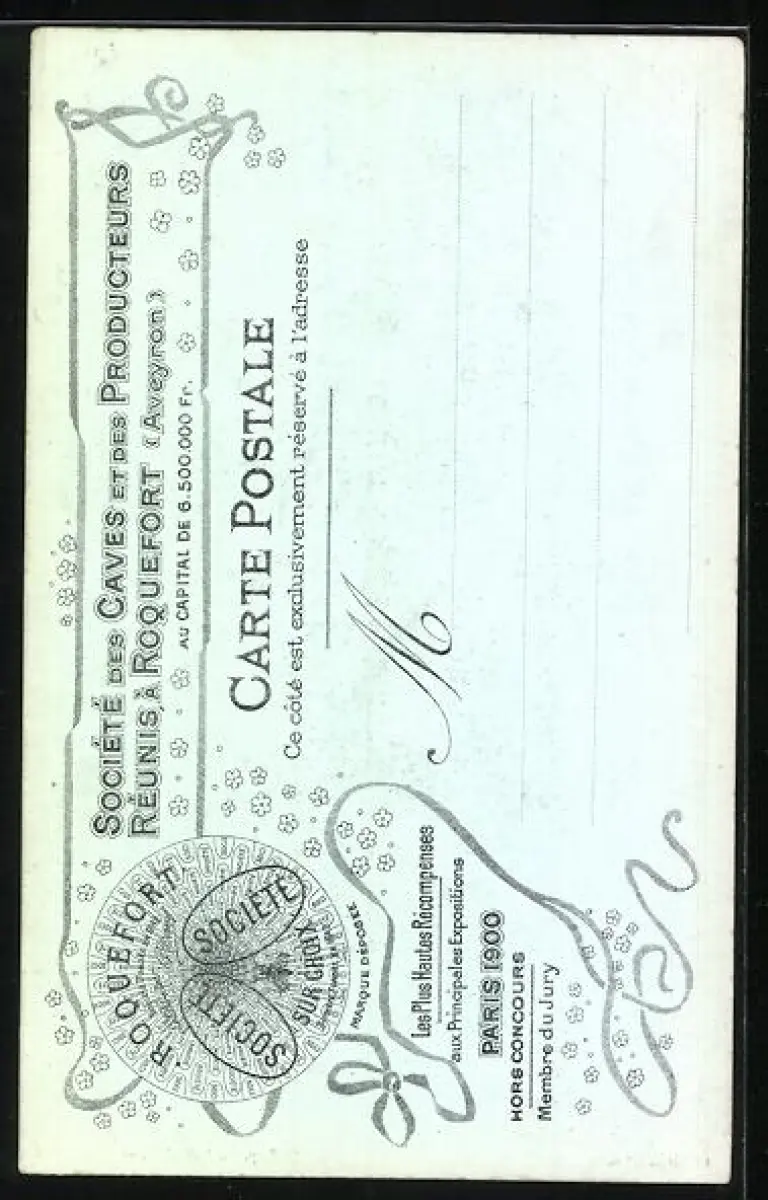 SOCIÉTÉ DES CAVES ET DES PRODUCTEURS
RÉUNIS, À ROQUEFORT (Aveyron)
AU CAPITAL DE 6.500.000 Fr.
CARTE POSTALE
Ce côté est exclusivement réservé à l'adresse
M
ROQUEFORT
SOCIÉTÉ
SOCIÉTÉ
SUR CHOIX
MARQUE DÉPOSÉE
Les Plus Hautes Récompenses
aux Principales Expositions
PARIS 1900
HORS CONCOURS
Membre du Jury